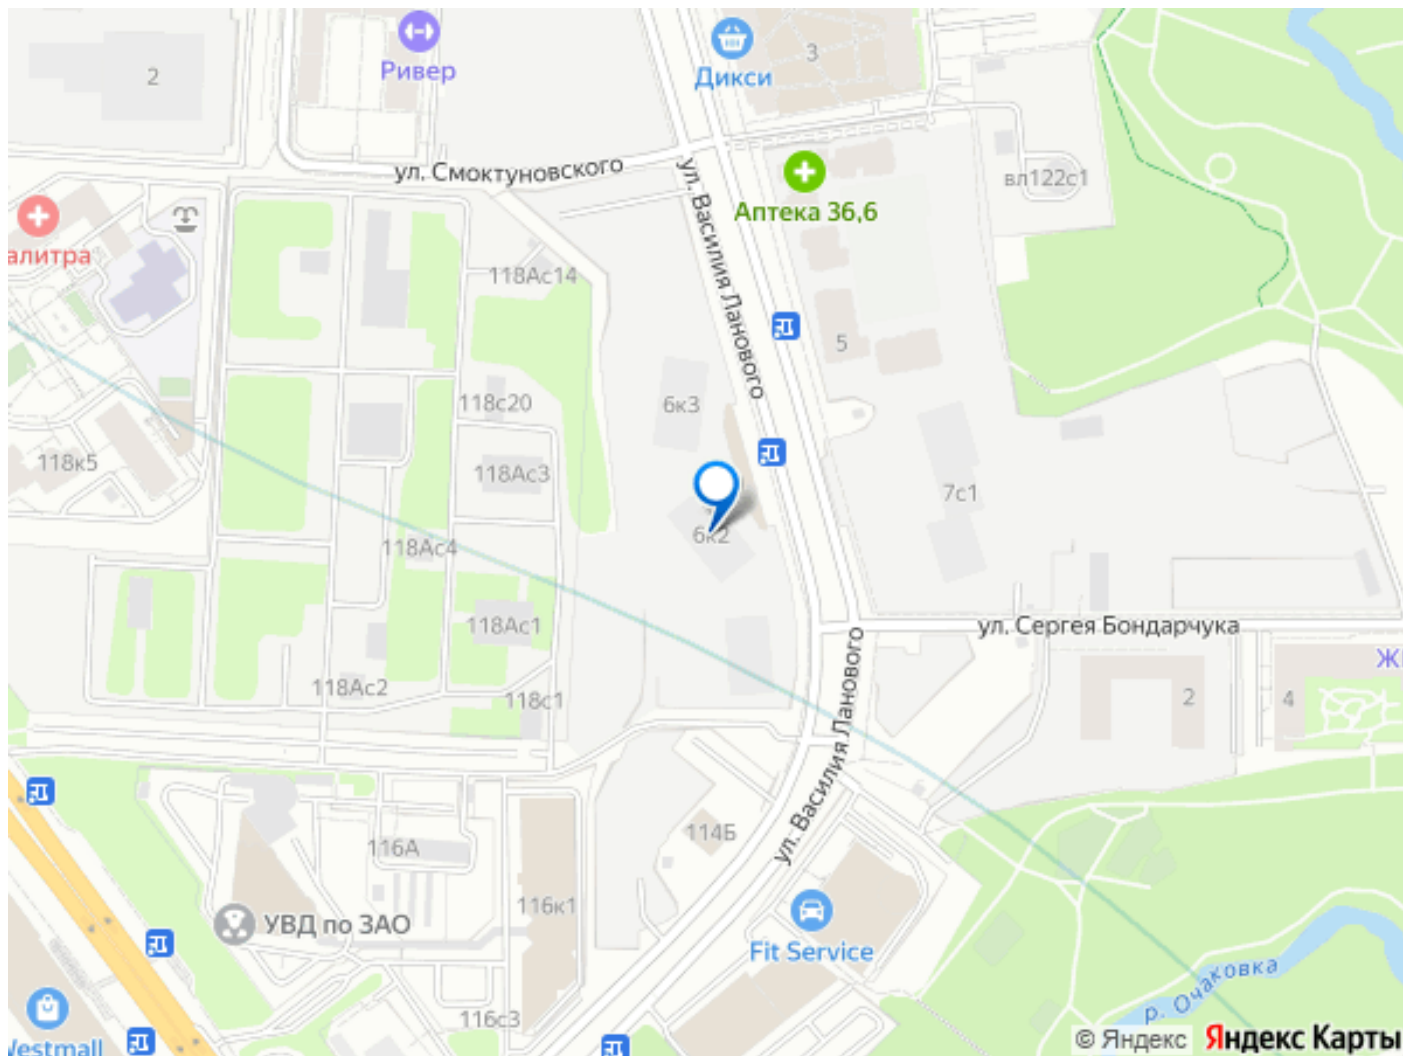 2
Ривер
Дикси
3
ул. Смоктуновского
вл122с1
Аптека 36,6
алитра
ул. Василия Ланового
118Ас14
5
6к3
118с20
118к5
118Ас3
7с1
6к2
118Ас4
118Ас1
ул. Сергея Бондарчука
ул. Василия Ланового
118Ас2
118с1
2
4
114Б
116А
116к1
УВД по ЗАО
Fit Service
р. Очаковка
116с3
Westmall
© Яндекс Яндекс Карты